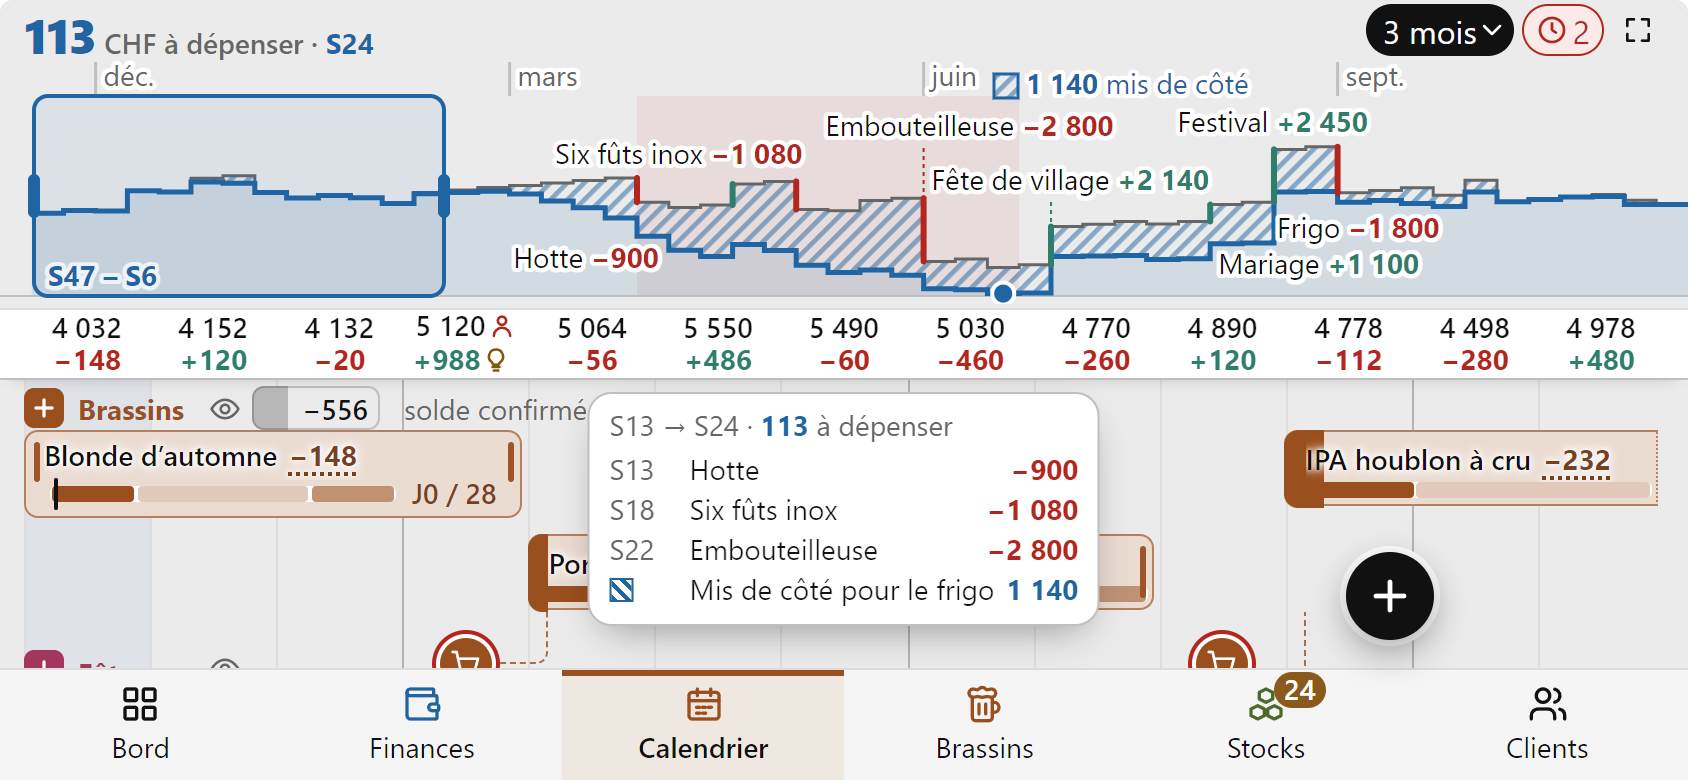 113 CHF à dépenser · S24
3 mois
2
déc.
mars
juin
sept.
1 140 mis de côté
Embouteilleuse −2 800
Festival +2 450
Six fûts inox −1 080
Fête de village +2 140
Hotte −900
Frigo −1 800
Mariage +1 100
S47 – S6
4 032 4 152 4 132 5 120 5 064 5 550 5 490 5 030 4 770 4 890 4 778 4 498 4 978
−148 +120 −20 +988 −56 +486 −60 −460 −260 +120 −112 −280 +480
Brassins −556 solde confirmé
S13 → S24 · 113 à dépenser
S13 Hotte −900
S18 Six fûts inox −1 080
S22 Embouteilleuse −2 800
Mis de côté pour le frigo 1 140
Blonde d’automne −148
J0 / 28
IPA houblon à cru −232
24
Bord
Finances
Calendrier
Brassins
Stocks
Clients